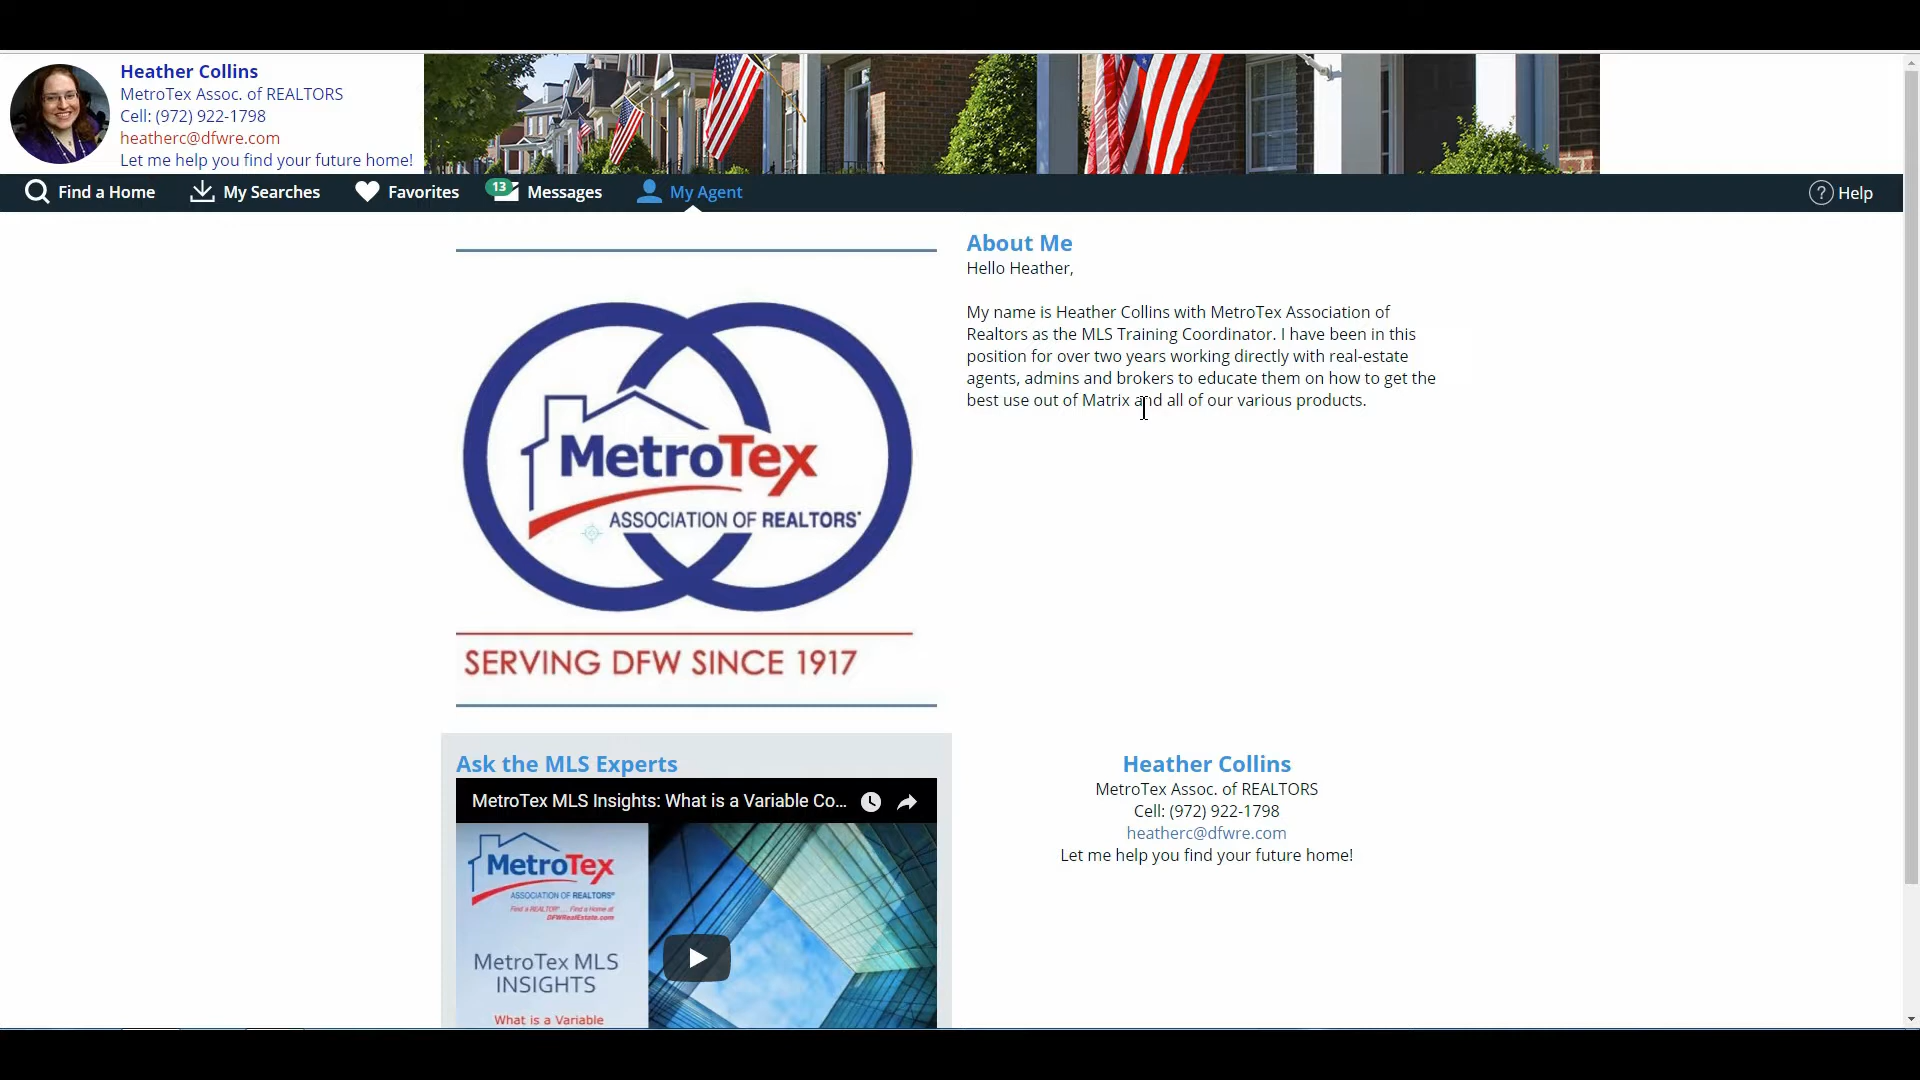 Heather Collins
MetroTex Assoc. of REALTORS
Cell: (972) 922-1798
heatherc@dfwre.com
Let me help you find your future home!
Find a Home
My Searches
Favorites
13
Messages
My Agent
? Help
About Me
Hello Heather,
My name is Heather Collins with MetroTex Association of
Realtors as the MLS Training Coordinator. I have been in this
position for over two years working directly with real-estate
agents, admins and brokers to educate them on how to get the
best use out of Matrix and all of our various products.
MetroTex
ASSOCIATION OF REALTORS
SERVING DFW SINCE 1917
Ask the MLS Experts
MetroTex MLS Insights: What is a Variable Co...
MetroTex
ASSOCIATION OF REALTORS
Find a REALTOR® ... Find a Home at
DFWRealEstate.com
MetroTex MLS
INSIGHTS
What is a Variable
Heather Collins
MetroTex Assoc. of REALTORS
Cell: (972) 922-1798
heatherc@dfwre.com
Let me help you find your future home!